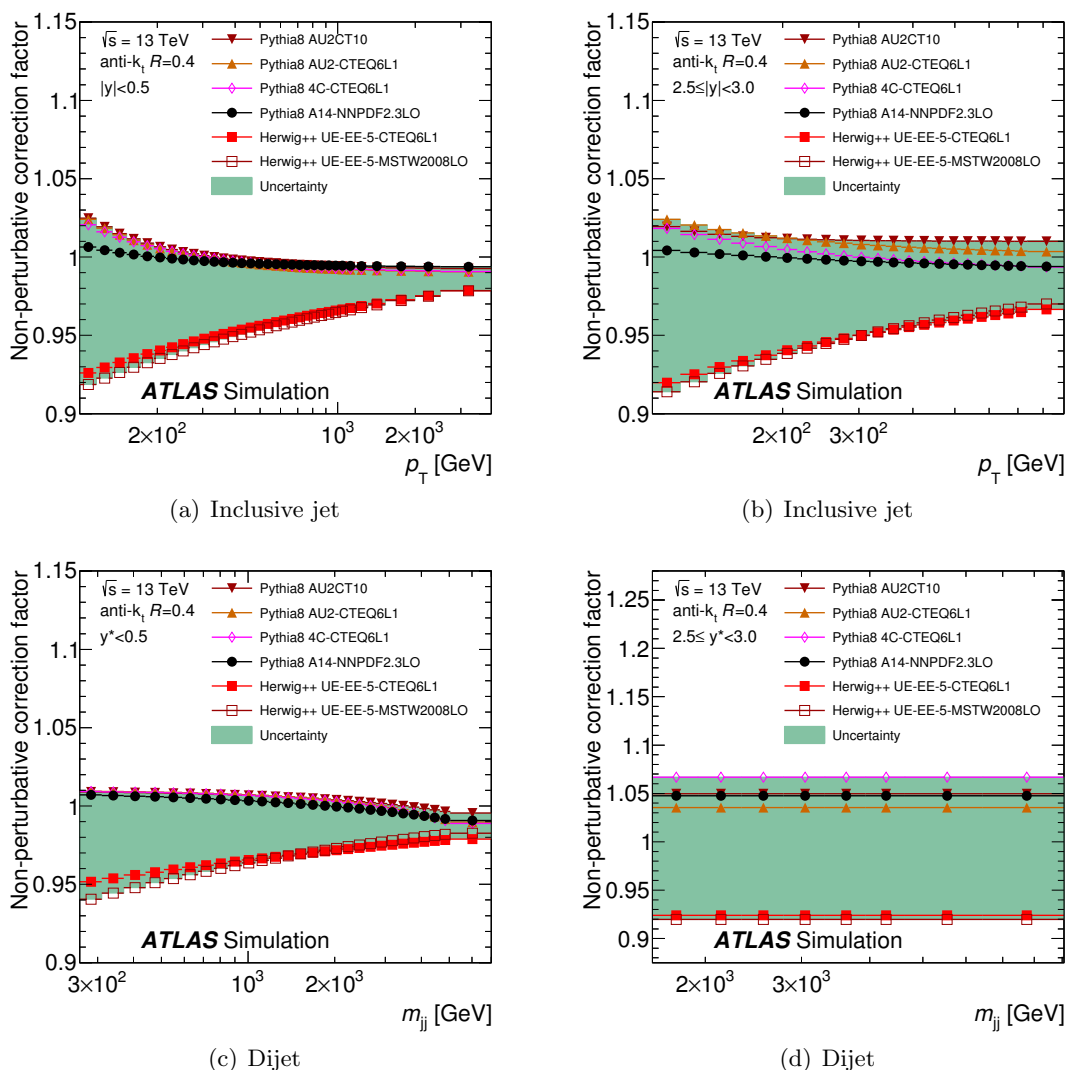 Non-perturbative correction factor
1.15
1.1
1.05
1
0.95
0.9
√s = 13 TeV
anti-kt R=0.4
|y|<0.5
Pythia8 AU2CT10
Pythia8 AU2-CTEQ6L1
Pythia8 4C-CTEQ6L1
Pythia8 A14-NNPDF2.3LO
Herwig++ UE-EE-5-CTEQ6L1
Herwig++ UE-EE-5-MSTW2008LO
Uncertainty
ATLAS Simulation
2×10² 10³ 2×10³
pT [GeV]
(a) Inclusive jet
Non-perturbative correction factor
1.15
1.1
1.05
1
0.95
0.9
√s = 13 TeV
anti-kt R=0.4
2.5≤|y|<3.0
Pythia8 AU2CT10
Pythia8 AU2-CTEQ6L1
Pythia8 4C-CTEQ6L1
Pythia8 A14-NNPDF2.3LO
Herwig++ UE-EE-5-CTEQ6L1
Herwig++ UE-EE-5-MSTW2008LO
Uncertainty
ATLAS Simulation
2×10² 3×10²
pT [GeV]
(b) Inclusive jet
Non-perturbative correction factor
1.15
1.1
1.05
1
0.95
0.9
√s = 13 TeV
anti-kt R=0.4
y*<0.5
Pythia8 AU2CT10
Pythia8 AU2-CTEQ6L1
Pythia8 4C-CTEQ6L1
Pythia8 A14-NNPDF2.3LO
Herwig++ UE-EE-5-CTEQ6L1
Herwig++ UE-EE-5-MSTW2008LO
Uncertainty
ATLAS Simulation
3×10² 10³ 2×10³
mjj [GeV]
(c) Dijet
Non-perturbative correction factor
1.25
1.2
1.15
1.1
1.05
1
0.95
0.9
√s = 13 TeV
anti-kt R=0.4
2.5≤ y*<3.0
Pythia8 AU2CT10
Pythia8 AU2-CTEQ6L1
Pythia8 4C-CTEQ6L1
Pythia8 A14-NNPDF2.3LO
Herwig++ UE-EE-5-CTEQ6L1
Herwig++ UE-EE-5-MSTW2008LO
Uncertainty
ATLAS Simulation
2×10³ 3×10³
mjj [GeV]
(d) Dijet